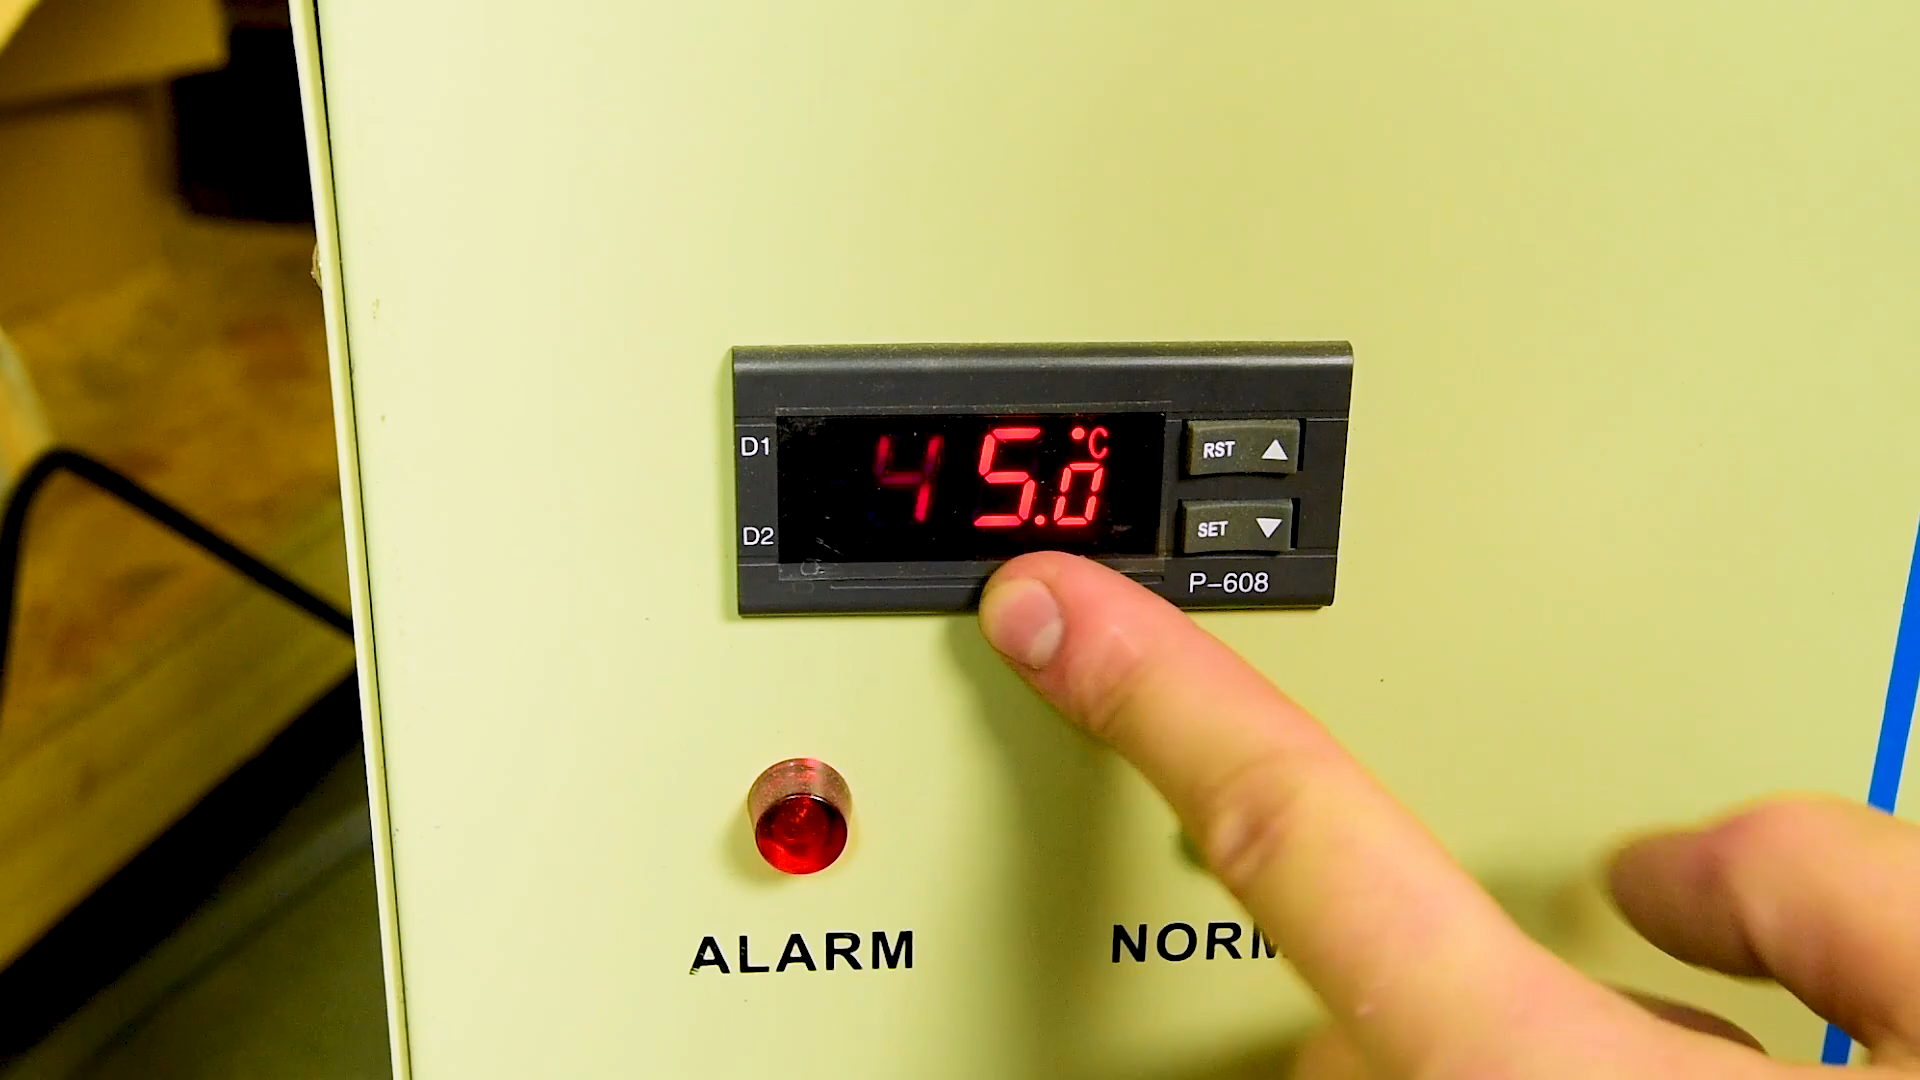 D1
45.0 °C
RST ▲
D2
SET ▼
P-608
ALARM
NORM